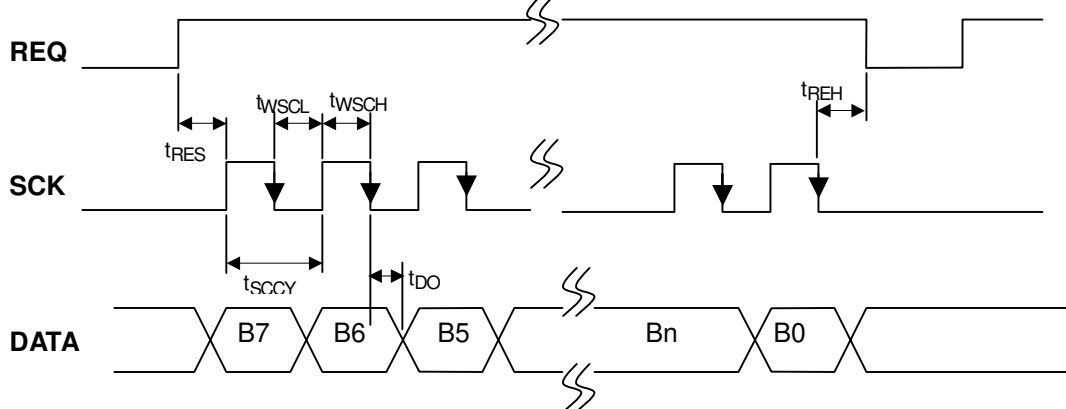 REQ
tREH
tWSCL tWSCH
tRES
SCK
tSCCY
tDO
DATA
B7 B6 B5 Bn B0